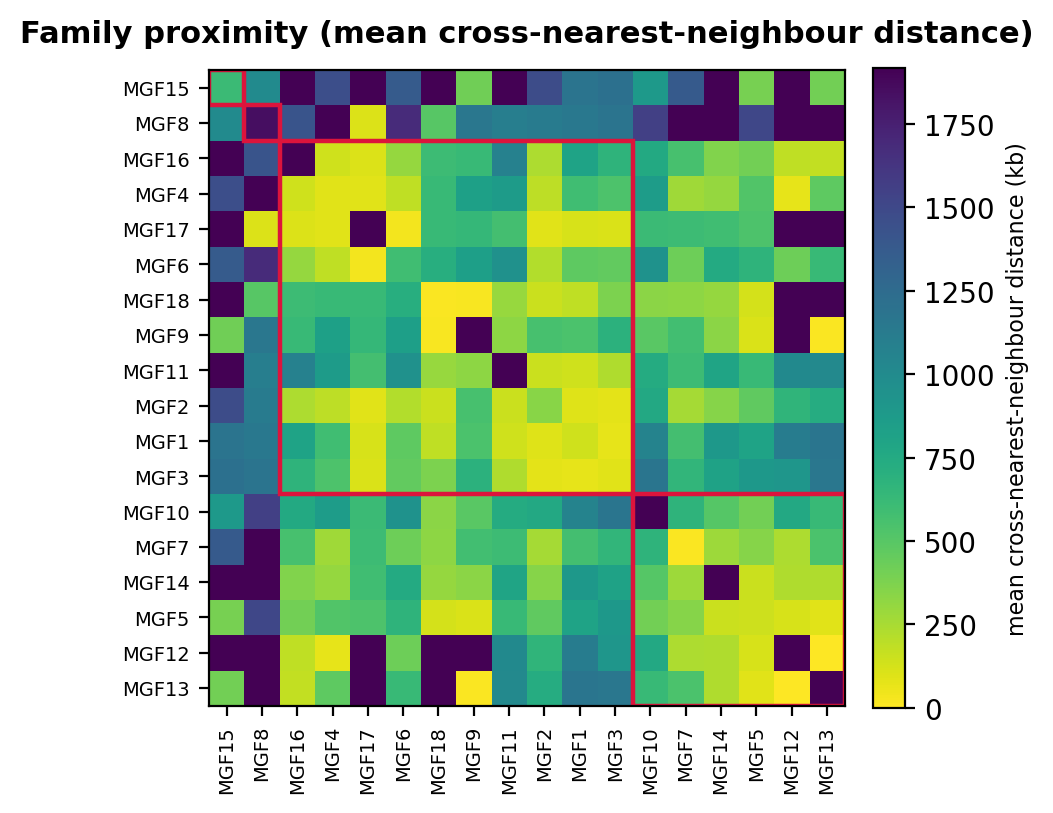 Family proximity (mean cross-nearest-neighbour distance)
MGF15
MGF8
MGF16
MGF4
MGF17
MGF6
MGF18
MGF9
MGF11
MGF2
MGF1
MGF3
MGF10
MGF7
MGF14
MGF5
MGF12
MGF13
MGF15
MGF8
MGF16
MGF4
MGF17
MGF6
MGF18
MGF9
MGF11
MGF2
MGF1
MGF3
MGF10
MGF7
MGF14
MGF5
MGF12
MGF13
1750
1500
1250
1000
750
500
250
0
mean cross-nearest-neighbour distance (kb)